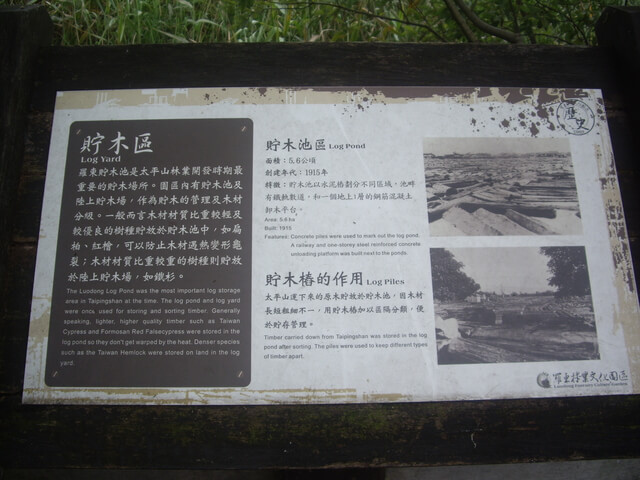 貯木區
Log Yard
羅東貯木池是太平山林業開發時期最
重要的貯木場所。園區內有貯木池及
陸上貯木場，作為貯木的管理及木材
分級。一般而言木材材質比重較輕及
較優良的樹種貯放於貯木池中，如扁
柏、紅檜，可以防止木材遇熱變形龜
裂；木材材質比重較重的樹種則貯放
於陸上貯木場，如鐵杉。
The Luodong Log Pond was the most important log storage
area in Taipingshan at the time. The log pond and log yard
were once used for storing and sorting timber. Generally
speaking, lighter, higher quality timber such as Taiwan
Cypress and Formosan Red Falsecypress were stored in the
log pond so they don't get warped by the heat. Denser species
such as the Taiwan Hemlock were stored on land in the log
yard.
貯木池區 Log Pond
面積：5.6公頃
創建年代：1915年
特徵：貯木池以水泥樁劃分不同區域，池畔
有鐵軌散道，和一個地上1層的鋼筋混凝土
卸木平台。
Area: 5.6 ha
Built: 1915
Features: Concrete piles were used to mark out the log pond.
A railway and one-storey steel reinforced concrete
unloading platform was built next to the ponds.
貯木樁的作用 Log Piles
太平山運下來的原木貯放於貯木池，因木材
長短粗細不一，用貯木樁加以區隔分類，便
於貯存管理。
Timber carried down from Taipingshan was stored in the log
pond after sorting. The piles were used to keep different types
of timber apart.
歷史
羅東林業文化園區